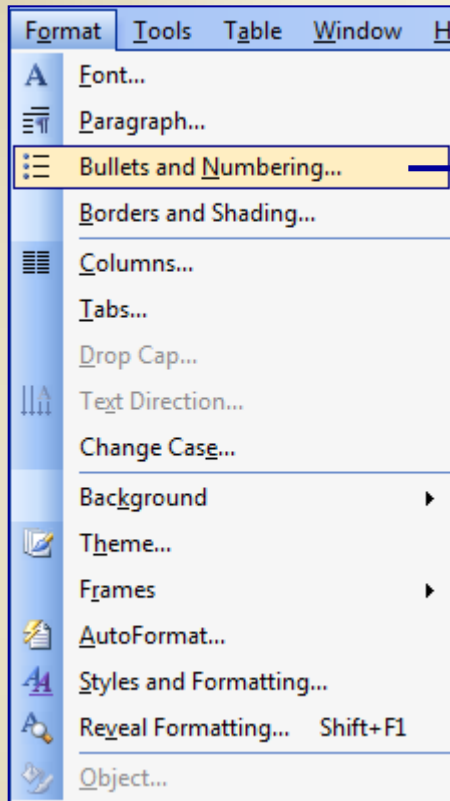 Format Tools Table Window H
Font...
Paragraph...
Bullets and Numbering...
Borders and Shading...
Columns...
Tabs...
Drop Cap...
Text Direction...
Change Case...
Background
Theme...
Frames
AutoFormat...
Styles and Formatting...
Reveal Formatting... Shift+F1
Object...